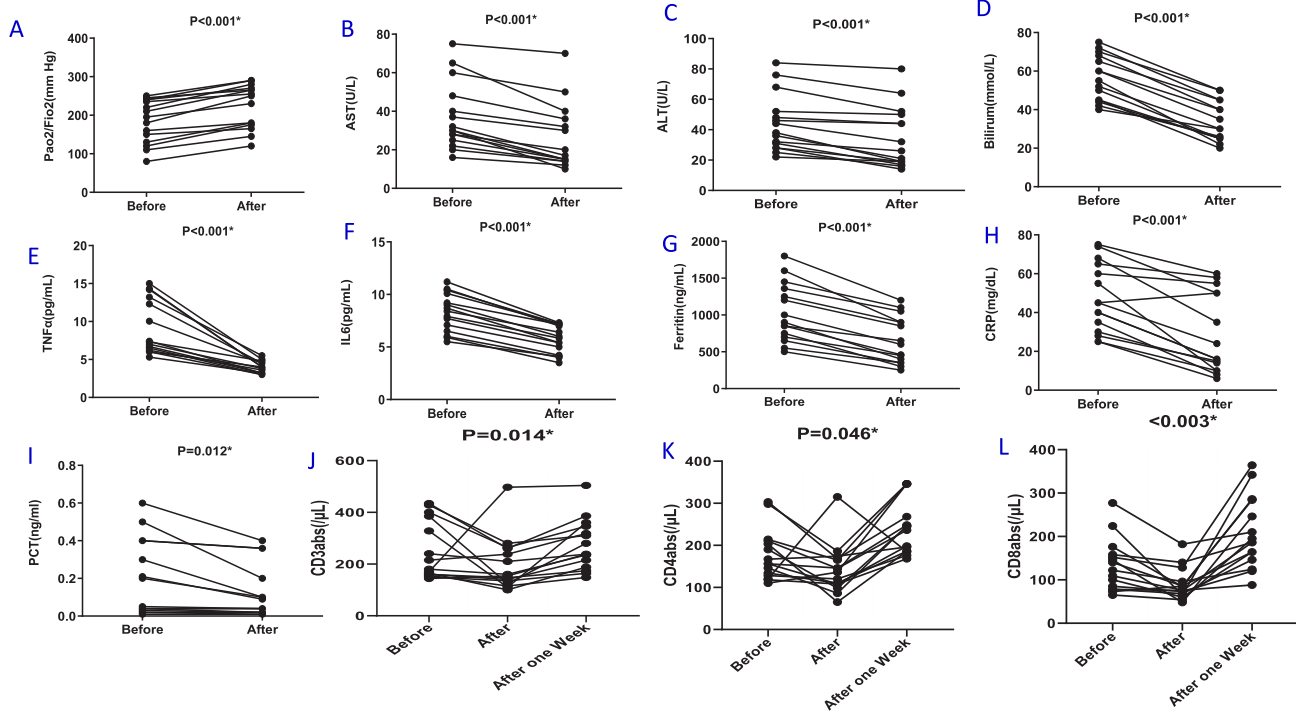 A
P<0.001*
Pao2/Fio2(mm Hg)
400
300
200
100
0
Before After
B
P<0.001*
AST(U/L)
80
60
40
20
0
Before After
C
P<0.001*
ALT(U/L)
100
80
60
40
20
0
Before After
D
P<0.001*
Bilirum(mmol/L)
80
60
40
20
0
Before After
E
P<0.001*
TNFα(pg/mL)
20
15
10
5
0
Before After
F
P<0.001*
IL6(pg/mL)
15
10
5
0
Before After
G
P<0.001*
Ferritin(ng/mL)
2000
1500
1000
500
0
Before After
H
P<0.001*
CRP(mg/dL)
80
60
40
20
0
Before After
I
P=0.012*
PCT(ng/ml)
0.8
0.6
0.4
0.2
0.0
Before After
J
P=0.014*
CD3abs(/μL)
600
400
200
0
Before After After one Week
K
P=0.046*
CD4abs(/μL)
400
300
200
100
0
Before After After one Week
L
<0.003*
CD8abs(/μL)
400
300
200
100
0
Before After After one Week